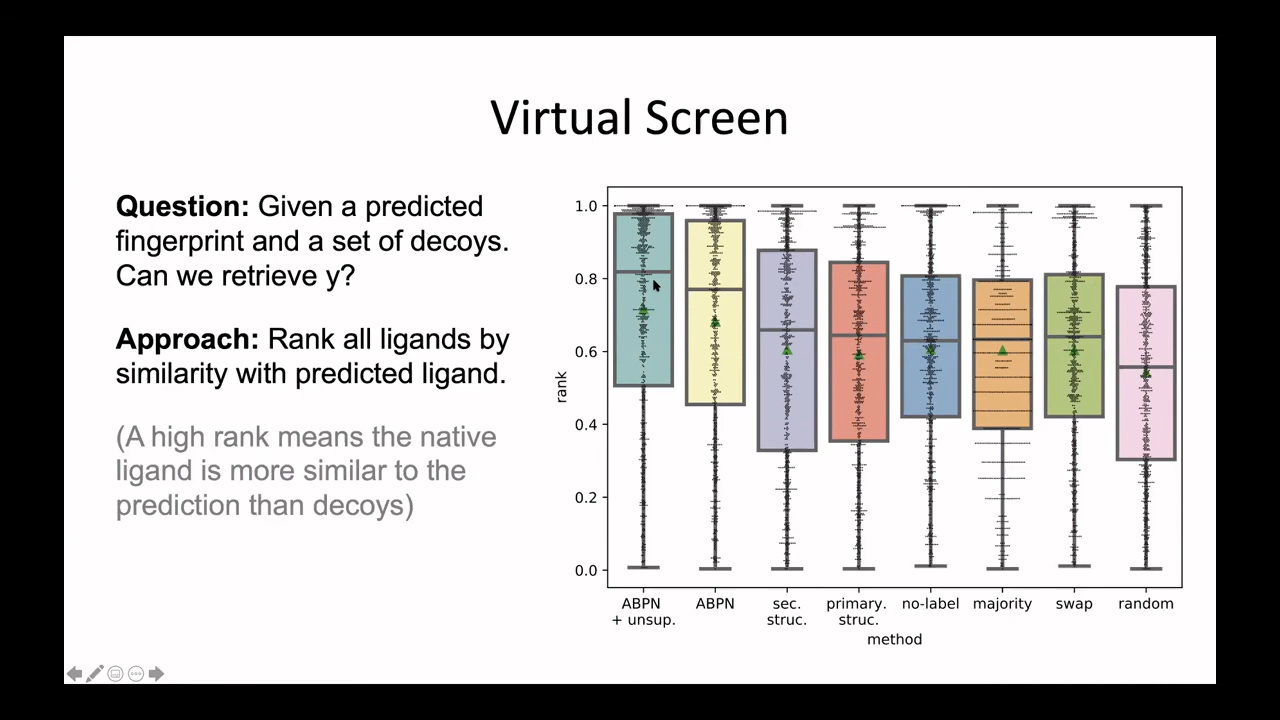 Virtual Screen
Question: Given a predicted
fingerprint and a set of decoys.
Can we retrieve y?
Approach: Rank all ligands by
similarity with predicted ligand.
(A high rank means the native
ligand is more similar to the
prediction than decoys)
rank
1.0
0.8
0.6
0.4
0.2
0.0
ABPN
+ unsup.
ABPN
sec.
struc.
primary.
struc.
no-label
majority
swap
random
method